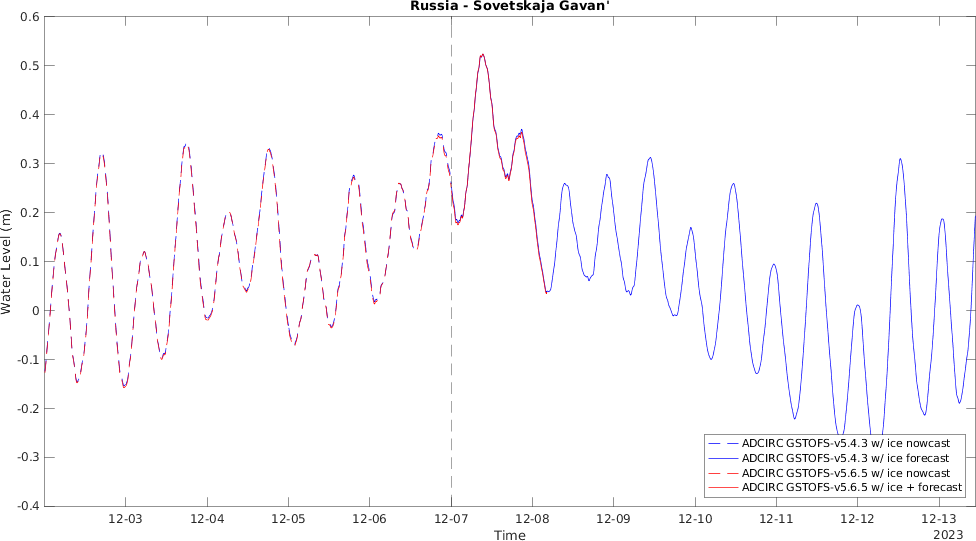 Russia - Sovetskaja Gavan'
0.6
0.5
0.4
0.3
0.2
0.1
0
-0.1
-0.2
-0.3
-0.4
Water Level (m)
ADCIRC GSTOFS-v5.4.3 w/ ice nowcast
ADCIRC GSTOFS-v5.4.3 w/ ice forecast
ADCIRC GSTOFS-v5.6.5 w/ ice nowcast
ADCIRC GSTOFS-v5.6.5 w/ ice + forecast
12-03 12-04 12-05 12-06 12-07 12-08 12-09 12-10 12-11 12-12 12-13
Time
2023